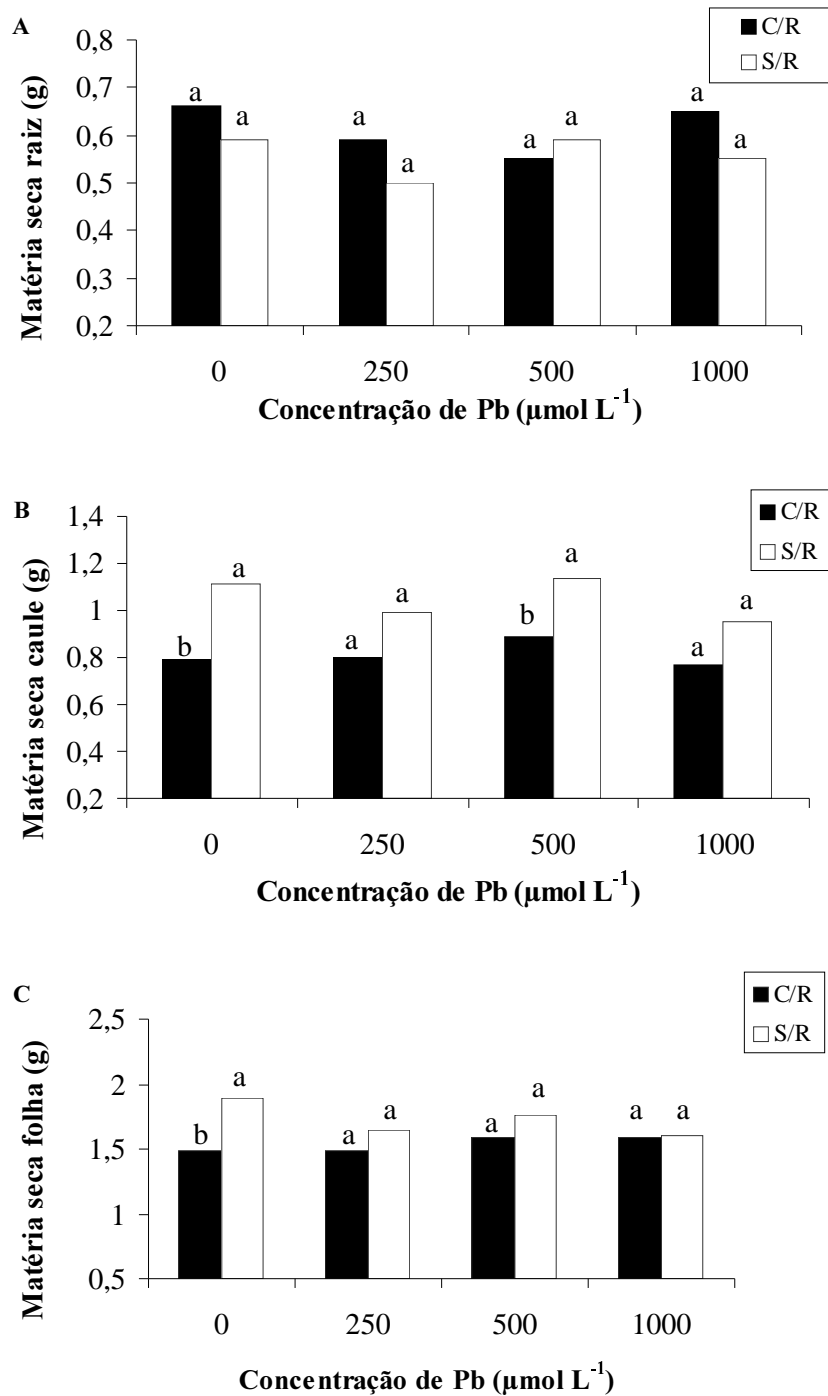 A
C/R
S/R
Matéria seca raiz (g)
0,8
0,7
0,6
0,5
0,4
0,3
0,2
a a a a a a a a
0 250 500 1000
Concentração de Pb (µmol L-1)
B
C/R
S/R
Matéria seca caule (g)
1,4
1,2
1
0,8
0,6
0,4
0,2
b a a a b a a a
0 250 500 1000
Concentração de Pb (µmol L-1)
C
C/R
S/R
Matéria seca folha (g)
2,5
2
1,5
1
0,5
b a a a a a a a
0 250 500 1000
Concentração de Pb (µmol L-1)